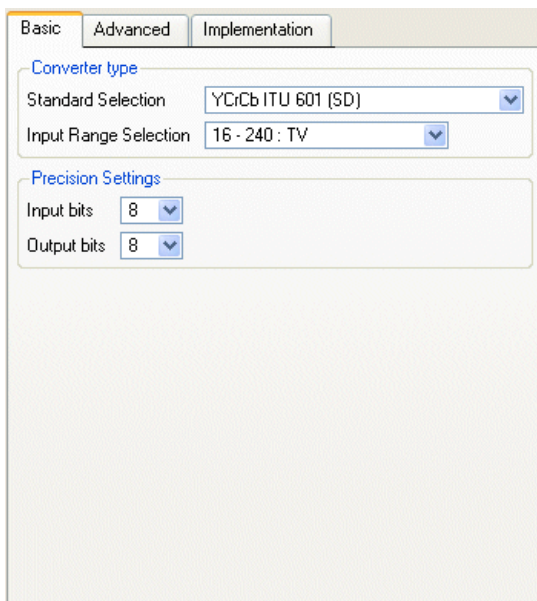 Basic Advanced Implementation
Converter type
Standard Selection YCrCb ITU 601 (SD)
Input Range Selection 16 - 240 : TV
Precision Settings
Input bits 8
Output bits 8